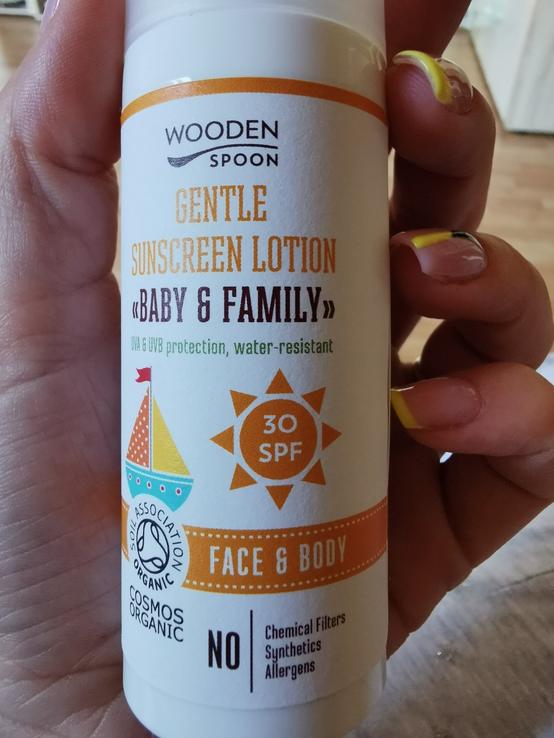 WOODEN
SPOON
GENTLE
SUNSCREEN LOTION
«BABY & FAMILY»
UVA & UVB protection, water-resistant
30
SPF
SOIL ASSOCIATION
ORGANIC
FACE & BODY
COSMOS
ORGANIC
NO
Chemical Filters
Synthetics
Allergens